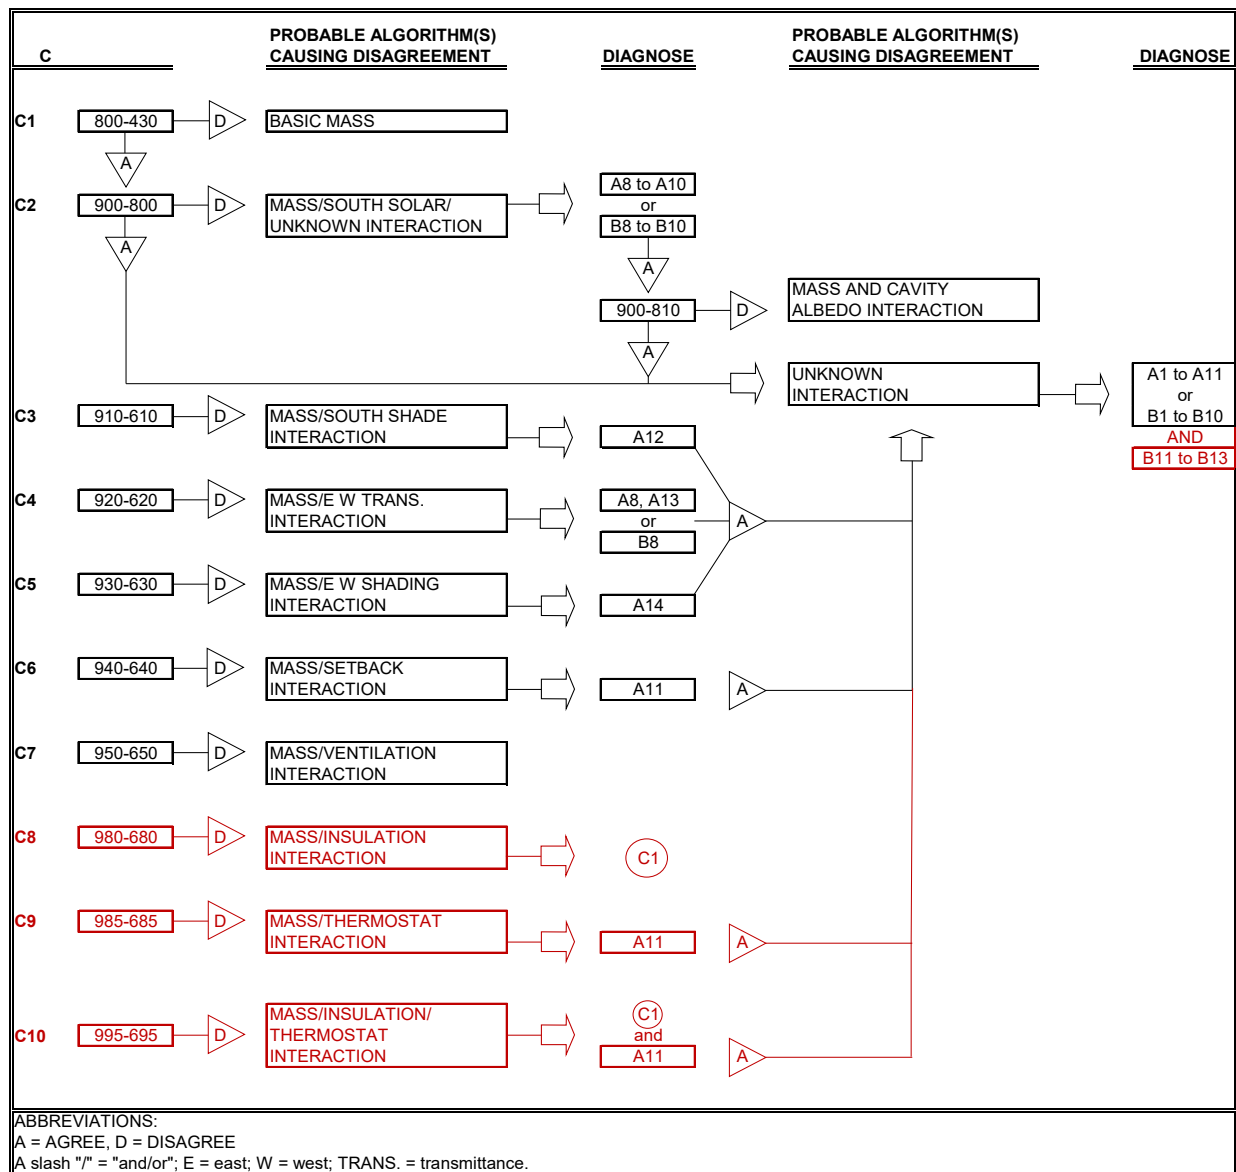 PROBABLE ALGORITHM(S) PROBABLE ALGORITHM(S)
C CAUSING DISAGREEMENT DIAGNOSE CAUSING DISAGREEMENT DIAGNOSE
C1 800-430 D BASIC MASS
A
A8 to A10
C2 900-800 D MASS/SOUTH SOLAR/ or
UNKNOWN INTERACTION B8 to B10
A A
MASS AND CAVITY
900-810 D ALBEDO INTERACTION
A
UNKNOWN A1 to A11
INTERACTION or
B1 to B10
AND
B11 to B13
C3 910-610 D MASS/SOUTH SHADE
INTERACTION A12
C4 920-620 D MASS/E W TRANS. A8, A13
INTERACTION or A
B8
C5 930-630 D MASS/E W SHADING
INTERACTION A14
C6 940-640 D MASS/SETBACK
INTERACTION A11 A
C7 950-650 D MASS/VENTILATION
INTERACTION
C8 980-680 D MASS/INSULATION
INTERACTION C1
C9 985-685 D MASS/THERMOSTAT
INTERACTION A11 A
MASS/INSULATION/ C1
C10 995-695 D THERMOSTAT and
INTERACTION A11 A
ABBREVIATIONS:
A = AGREE, D = DISAGREE
A slash "/" = "and/or"; E = east; W = west; TRANS. = transmittance.